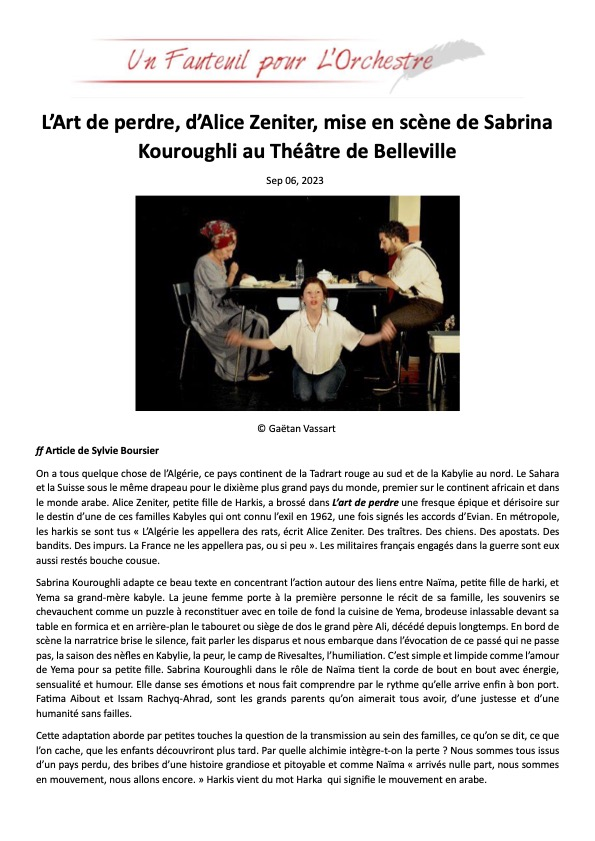 Un Fauteuil pour L'Orchestre
L’Art de perdre, d’Alice Zeniter, mise en scène de Sabrina
Kouroughli au Théâtre de Belleville
Sep 06, 2023
© Gaëtan Vassart
ff Article de Sylvie Boursier
On a tous quelque chose de l’Algérie, ce pays continent de la Tadrart rouge au sud et de la Kabylie au nord. Le Sahara
et la Suisse sous le même drapeau pour le dixième plus grand pays du monde, premier sur le continent africain et dans
le monde arabe. Alice Zeniter, petite fille de Harkis, a brossé dans L’art de perdre une fresque épique et dérisoire sur
le destin d’une de ces familles Kabyles qui ont connu l’exil en 1962, une fois signés les accords d’Evian. En métropole,
les harkis se sont tus « L’Algérie les appellera des rats, écrit Alice Zeniter. Des traîtres. Des chiens. Des apostats. Des
bandits. Des impurs. La France ne les appellera pas, ou si peu ». Les militaires français engagés dans la guerre sont eux
aussi restés bouche cousue.
Sabrina Kouroughli adapte ce beau texte en concentrant l’action autour des liens entre Naïma, petite fille de harki, et
Yema sa grand-mère kabyle. La jeune femme porte à la première personne le récit de sa famille, les souvenirs se
chevauchent comme un puzzle à reconstituer avec en toile de fond la cuisine de Yema, brodeuse inlassable devant sa
table en formica et en arrière-plan le tabouret ou siège de dos le grand père Ali, décédé depuis longtemps. En bord de
scène la narratrice brise le silence, fait parler les disparus et nous embarque dans l’évocation de ce passé qui ne passe
pas, la saison des nèfles en Kabylie, la peur, le camp de Rivesaltes, l’humiliation. C’est simple et limpide comme l’amour
de Yema pour sa petite fille. Sabrina Kouroughli dans le rôle de Naïma tient la corde de bout en bout avec énergie,
sensualité et humour. Elle danse ses émotions et nous fait comprendre par le rythme qu’elle arrive enfin à bon port.
Fatima Aibout et Issam Rachyq-Ahrad, sont les grands parents qu’on aimerait tous avoir, d’une justesse et d’une
humanité sans failles.
Cette adaptation aborde par petites touches la question de la transmission au sein des familles, ce qu’on se dit, ce que
l’on cache, que les enfants découvriront plus tard. Par quelle alchimie intègre-t-on la perte ? Nous sommes tous issus
d’un pays perdu, des bribes d’une histoire grandiose et pitoyable et comme Naïma « arrivés nulle part, nous sommes
en mouvement, nous allons encore. » Harkis vient du mot Harka qui signifie le mouvement en arabe.